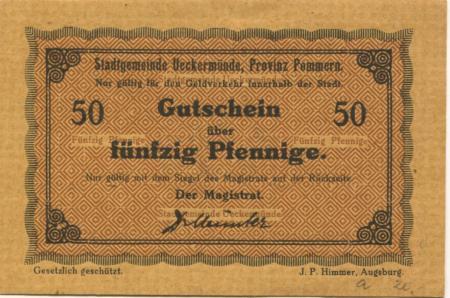 Stadtgemeinde Ueckermünde, Provinz Pommern.
Nur gültig für den Geldverkehr innerhalb der Stadt.
50 Gutschein 50
über
Fünfzig Pfennige Fünfzig Pfennige
fünfzig Pfennige.
Nur gültig mit dem Siegel des Magistrats auf der Rückseite.
Der Magistrat.
Stadtgemeinde Ueckermünde
Gesetzlich geschützt. J. P. Himmer, Augsburg.